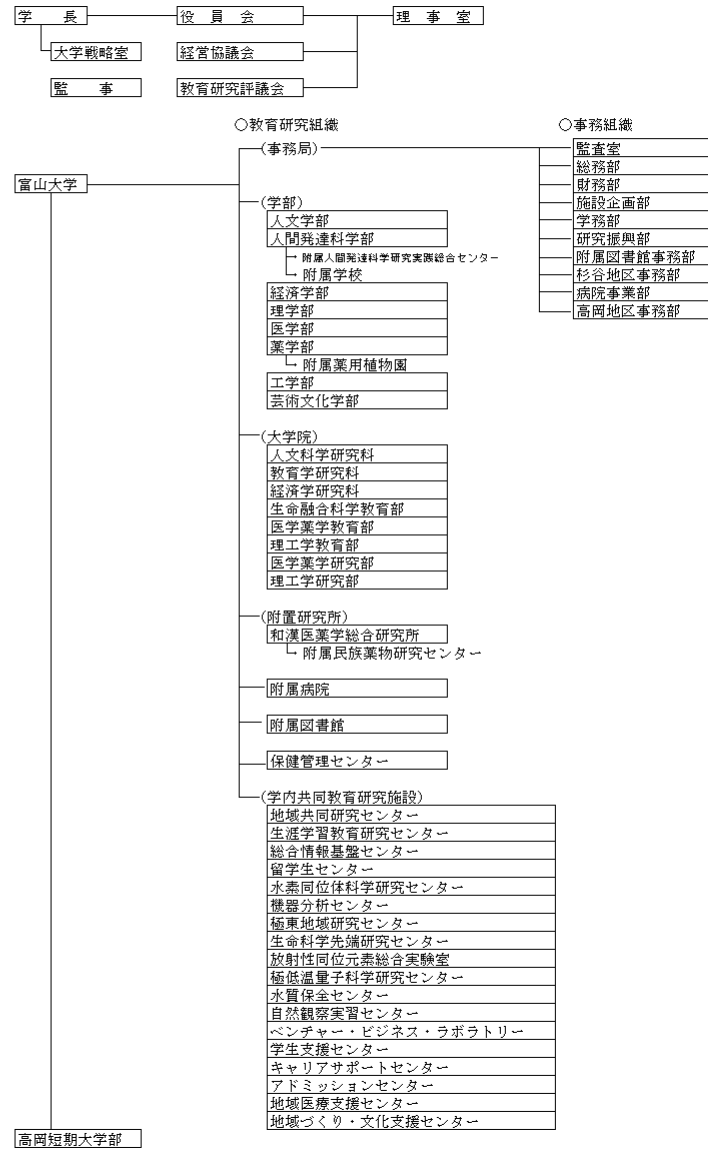 学　長
役　員　会
理　事　室
大学戦略室
経営協議会
監　事
教育研究評議会
○教育研究組織
○事務組織
(事務局)
監査室
総務部
財務部
施設企画部
学務部
研究振興部
附属図書館事務部
杉谷地区事務部
病院事業部
高岡地区事務部
富山大学
(学部)
人文学部
人間発達科学部
附属人間発達科学研究実践総合センター
附属学校
経済学部
理学部
医学部
薬学部
附属薬用植物園
工学部
芸術文化学部
(大学院)
人文科学研究科
教育学研究科
経済学研究科
生命融合科学教育部
医学薬学教育部
理工学教育部
医学薬学研究部
理工学研究部
(附置研究所)
和漢医薬学総合研究所
附属民族薬物研究センター
附属病院
附属図書館
保健管理センター
(学内共同教育研究施設)
地域共同研究センター
生涯学習教育研究センター
総合情報基盤センター
留学生センター
水素同位体科学研究センター
機器分析センター
極東地域研究センター
生命科学先端研究センター
放射性同位元素総合実験室
極低温量子科学研究センター
水質保全センター
自然観察実習センター
ベンチャー・ビジネス・ラボラトリー
学生支援センター
キャリアサポートセンター
アドミッションセンター
地域医療支援センター
地域づくり・文化支援センター
高岡短期大学部